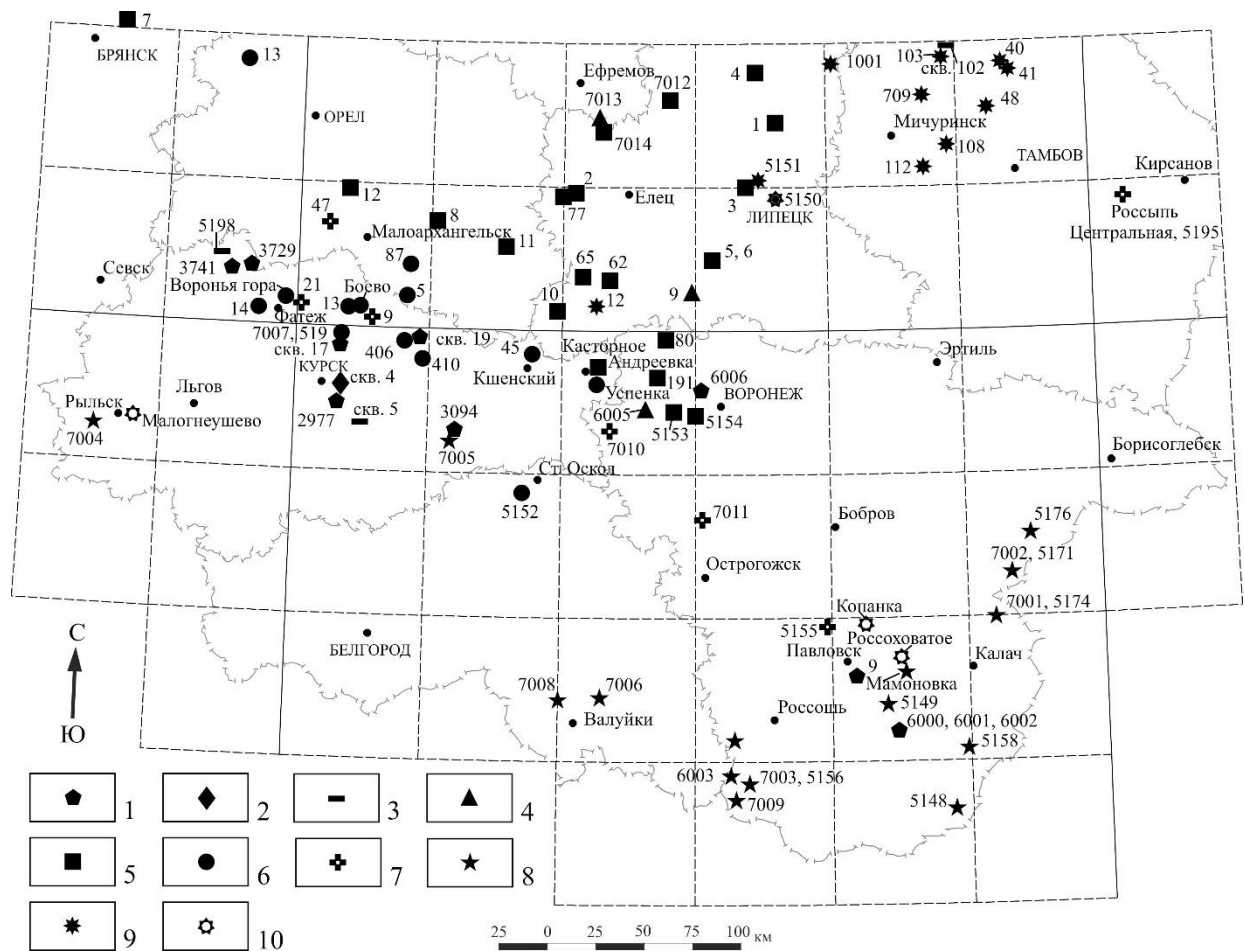 7
БРЯНСК
13
ОРЕЛ
Ефремов
7012
7013
7014
4
1001
1
103
скв. 102
40
41
709
48
Мичуринск
108
112
ТАМБОВ
Кирсанов
Россыпь
Центральная, 5195
12
47
Малоархангельск
8
11
2
77
Елец
5151
3
5150
ЛИПЕЦК
5198
3741
3729
Севск
Воронья гора
21
87
Боево
13
5
14
Фатеж
9
65
62
5, 6
10
12
9
7007, 519
скв. 17
406
скв. 19
410
45
Касторное
80
Андреевка
Эртиль
КУРСК
скв. 4
Кшенский
191
6006
Успенка
ВОРОНЕЖ
Льгов
Рыльск
Малогнеушево
7004
2977
скв. 5
3094
7005
6005
5153
5154
7010
Борисоглебск
Ст. Оскол
5152
7011
Бобров
5176
7002, 5171
Острогожск
7001, 5174
Копанка
5155
Россоховатое
Павловск
9
Калач
Мамоновка
БЕЛГОРОД
7008
7006
Валуйки
Россошь
5149
6000, 6001, 6002
5158
6003
7003, 5156
7009
5148
С
Ю
1
2
3
4
5
6
7
8
9
10
25 0 25 50 75 100 км